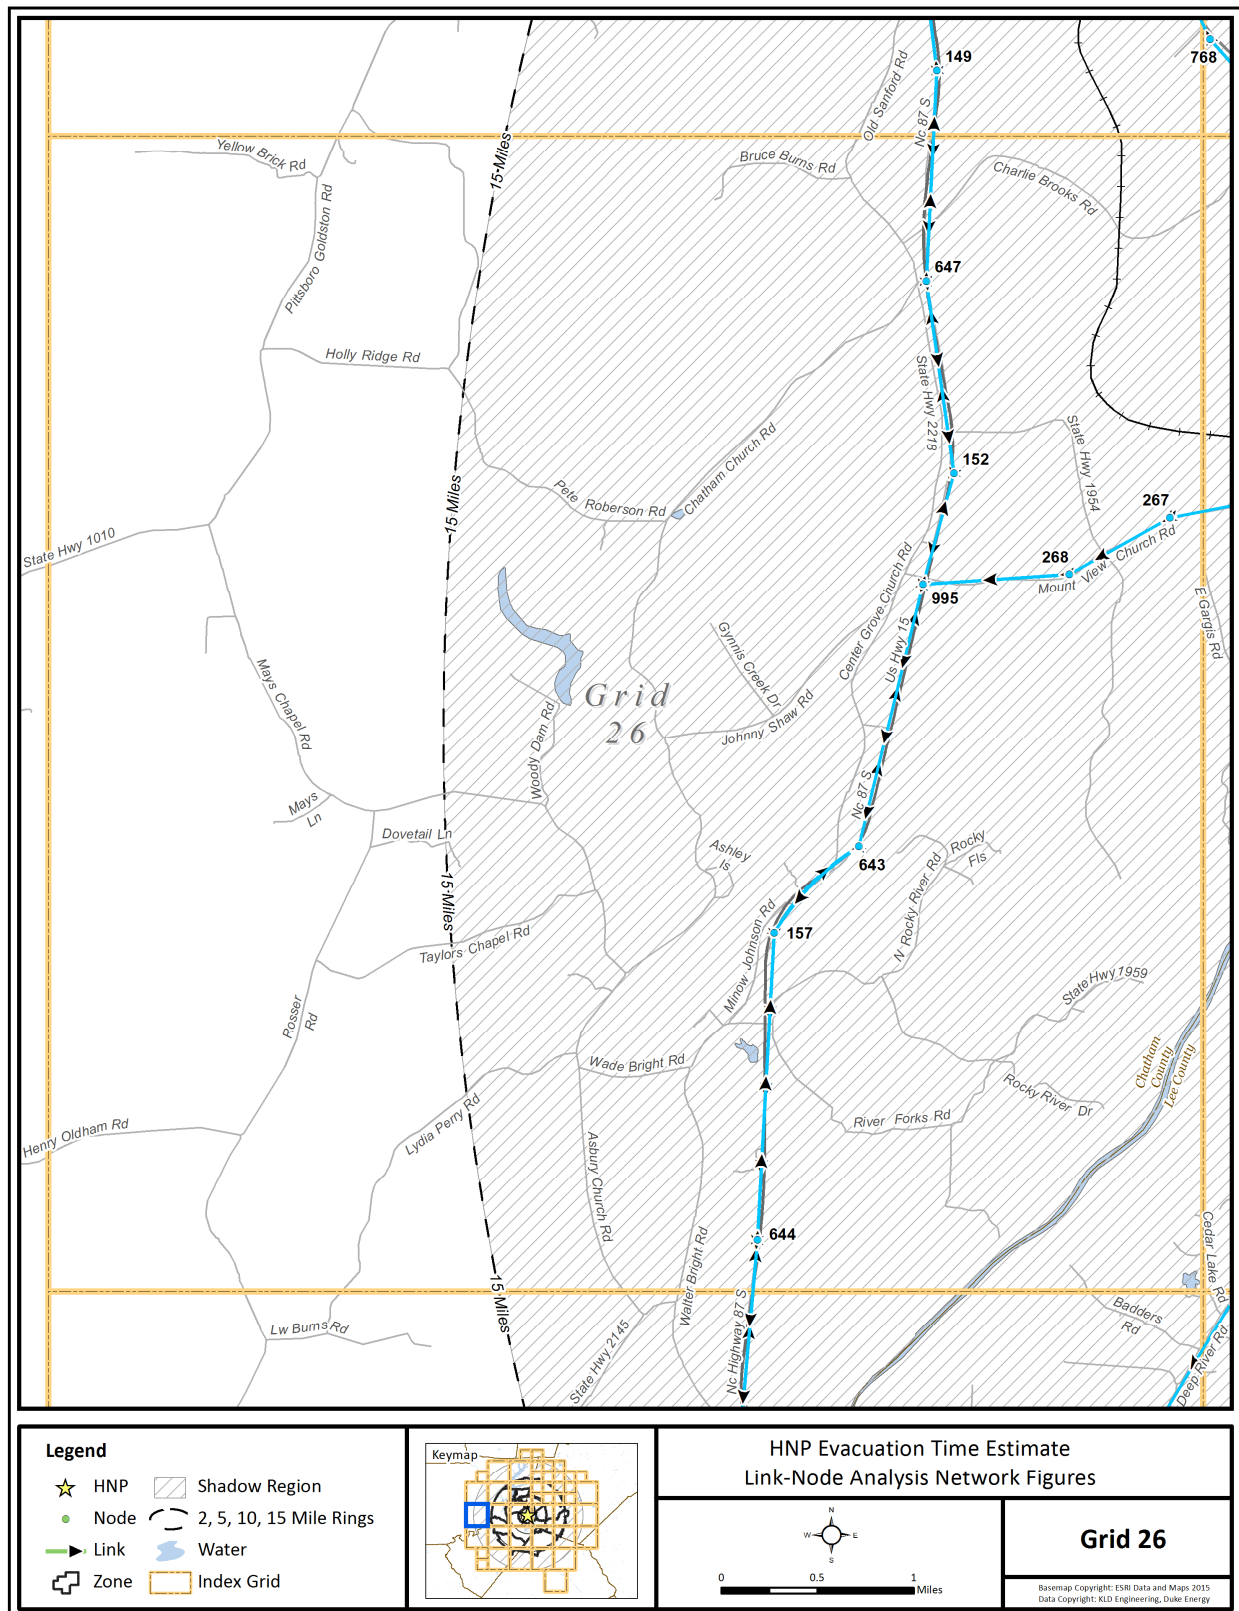 149
768
Old Sanford Rd
Nc 87 S
15 Miles
Yellow Brick Rd
Bruce Burns Rd
Charlie Brooks Rd
Pittsboro Goldston Rd
647
Holly Ridge Rd
State Hwy 2218
State Hwy 1954
Chatham Church Rd
152
Pete Roberson Rd
267
15 Miles
State Hwy 1010
Mount View Church Rd
268
995
Center Grove Church Rd
E Gargis Rd
Us Hwy 15
Gynnis Creek Dr
Mays Chapel Rd
Grid
26
Woody Dam Rd
Johnny Shaw Rd
Nc 87 S
Mays
Ln
Dovetail Ln
Ashley
Is
643
Rocky
Fls
N Rocky River Rd
15 Miles
Taylors Chapel Rd
Minow Johnson Rd
157
State Hwy 1959
Rosser
Rd
Chatham
County
Lee County
Wade Bright Rd
Rocky River Dr
Lydia Perry Rd
River Forks Rd
Henry Oldham Rd
Asbury Church Rd
644
Walter Bright Rd
Cedar Lake Rd
15 Miles
Lw Burns Rd
State Hwy 2145
Nc Highway 87 S
Badders
Rd
Deep River Rd
Legend
HNP
Shadow Region
Node
2, 5, 10, 15 Mile Rings
Link
Water
Zone
Index Grid
Keymap
HNP Evacuation Time Estimate
Link-Node Analysis Network Figures
N
W
E
S
0
0.5
1
Miles
Grid 26
Basemap Copyright: ESRI Data and Maps 2015
Data Copyright: KLD Engineering, Duke Energy